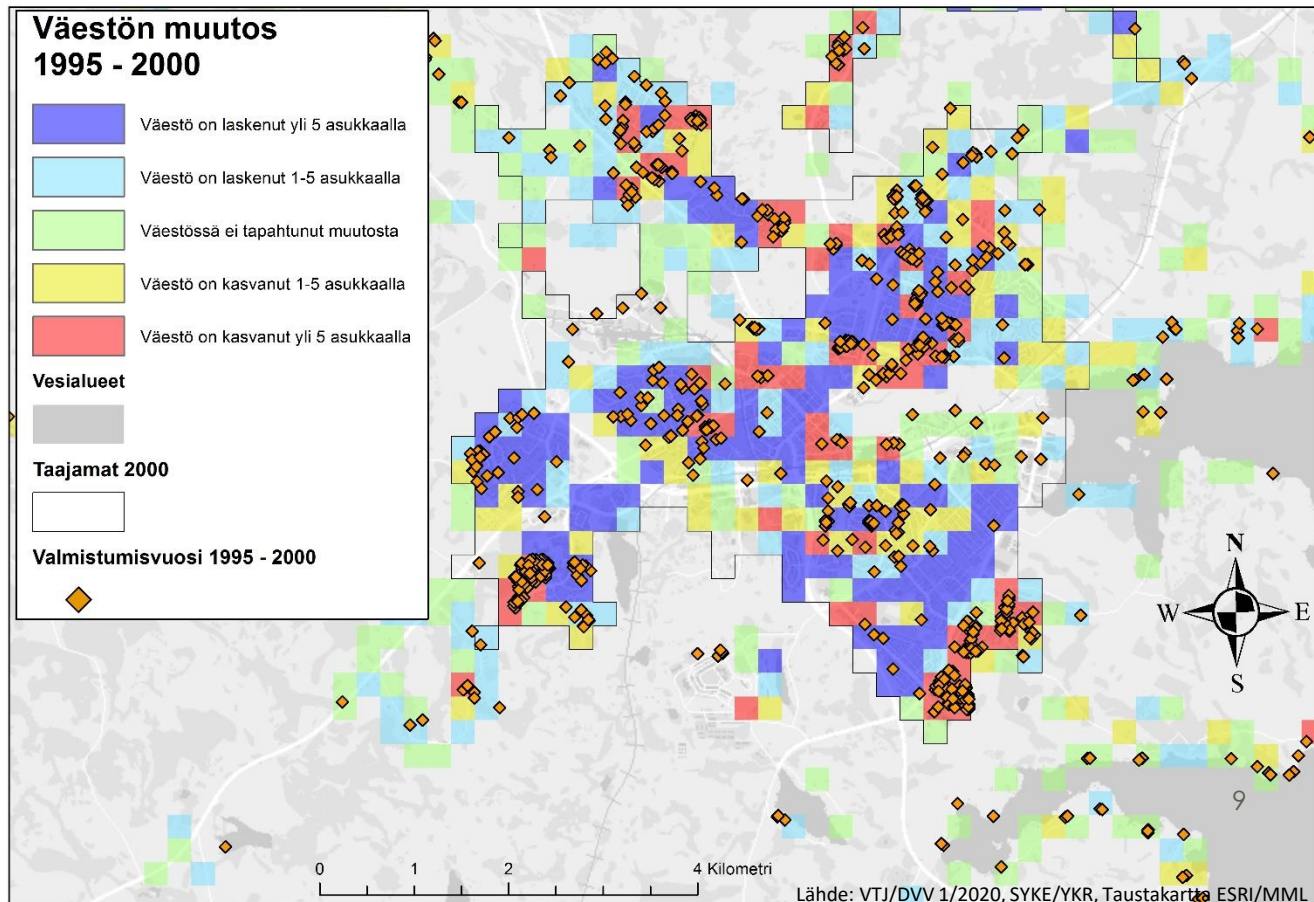 Väestön muutos
1995 - 2000
Väestö on laskenut yli 5 asukkaalla
Väestö on laskenut 1-5 asukkaalla
Väestössä ei tapahtunut muutosta
Väestö on kasvanut 1-5 asukkaalla
Väestö on kasvanut yli 5 asukkaalla
Vesialueet
Taajamat 2000
Valmistumisvuosi 1995 - 2000
N
W E
S
9
0 1 2 4 Kilometri
Lähde: VTJ/DVV 1/2020, SYKE/YKR, Taustakartta ESRI/MML